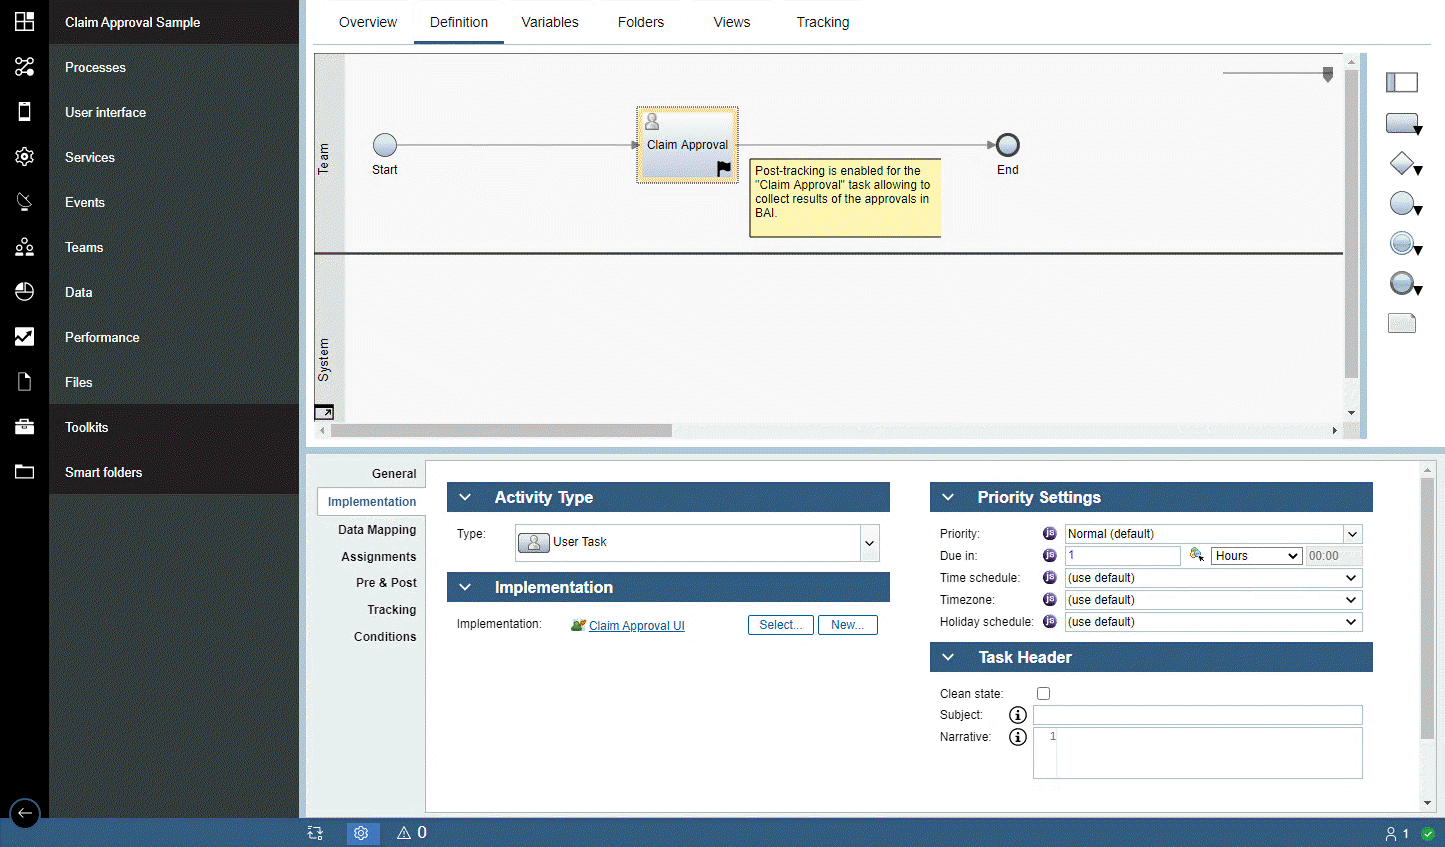 Claim Approval Sample
Processes
User interface
Services
Events
Teams
Data
Performance
Files
Toolkits
Smart folders
Overview
Definition
Variables
Folders
Views
Tracking
Team
Start
Claim Approval
Post-tracking is enabled for the
"Claim Approval" task allowing to
collect results of the approvals in
BAI.
End
System
General
Implementation
Data Mapping
Assignments
Pre & Post
Tracking
Conditions
Activity Type
Type:
User Task
Implementation
Implementation:
Claim Approval UI
Select...
New...
Priority Settings
Priority:
js
Normal (default)
Due in:
js
1
Hours
00:00
Time schedule:
js
(use default)
Timezone:
js
(use default)
Holiday schedule:
js
(use default)
Task Header
Clean state:
Subject:
Narrative:
1
0
1